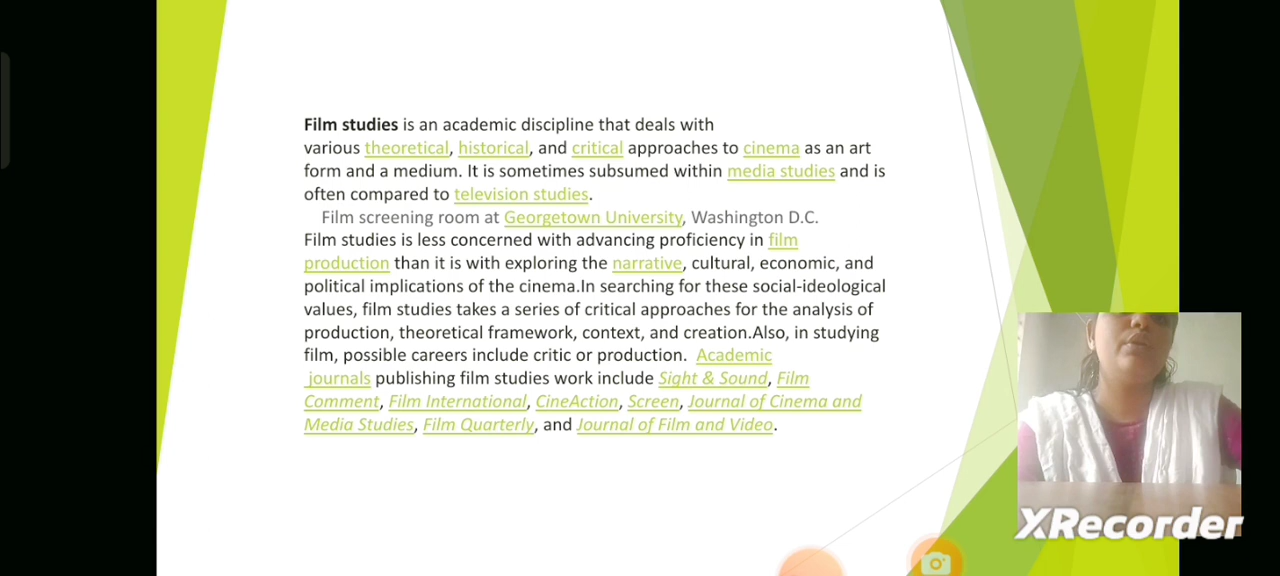 Film studies is an academic discipline that deals with
various theoretical, historical, and critical approaches to cinema as an art
form and a medium. It is sometimes subsumed within media studies and is
often compared to television studies.
Film screening room at Georgetown University, Washington D.C.
Film studies is less concerned with advancing proficiency in film
production than it is with exploring the narrative, cultural, economic, and
political implications of the cinema.In searching for these social-ideological
values, film studies takes a series of critical approaches for the analysis of
production, theoretical framework, context, and creation.Also, in studying
film, possible careers include critic or production. Academic
journals publishing film studies work include Sight & Sound, Film
Comment, Film International, CineAction, Screen, Journal of Cinema and
Media Studies, Film Quarterly, and Journal of Film and Video.
XRecorder